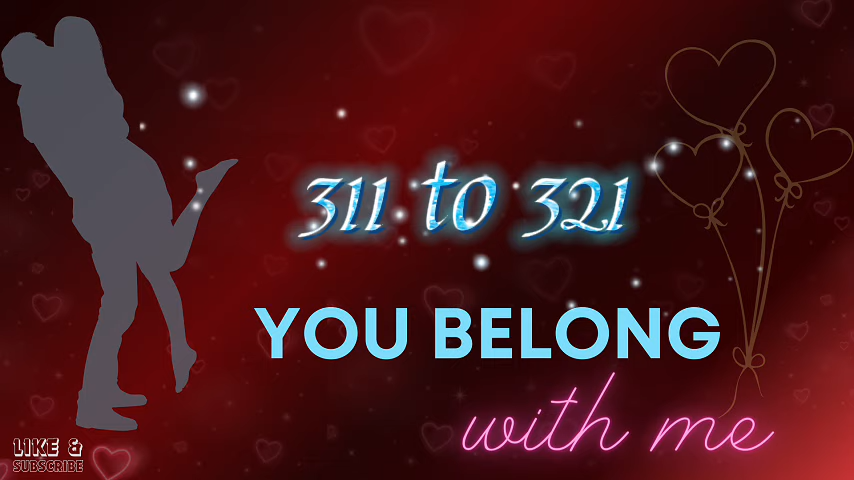 311 to 321
YOU BELONG
with me
LIKE &
SUBSCRIBE